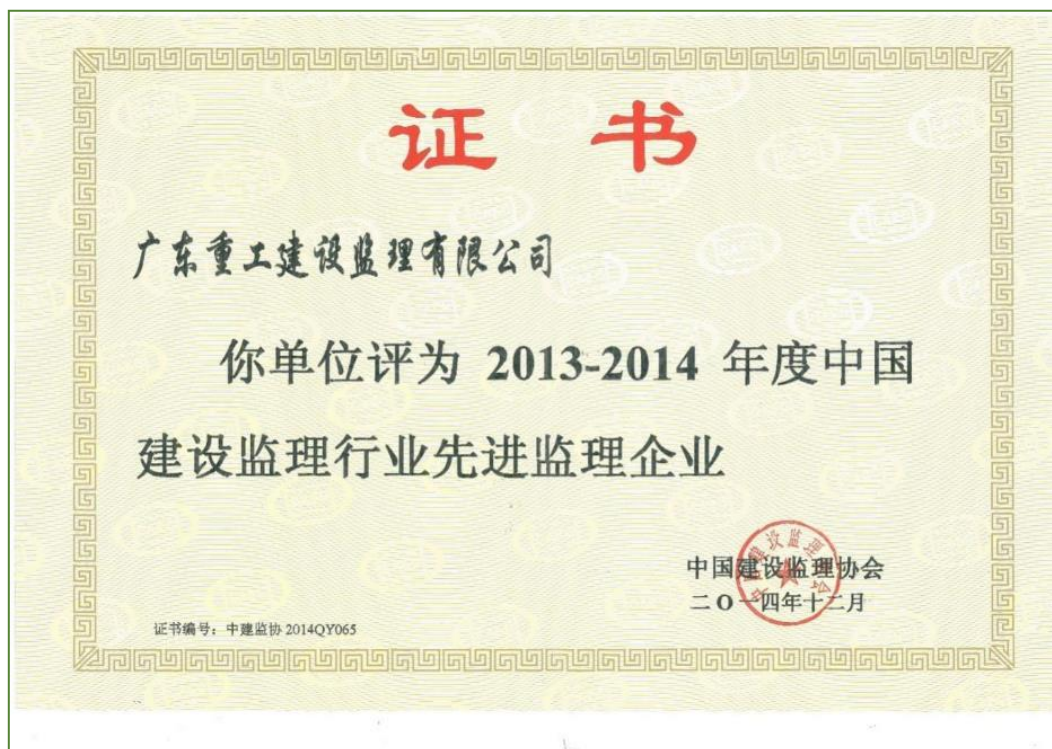 证书
广东重工建设监理有限公司
你单位评为 2013-2014 年度中国
建设监理行业先进监理企业
中国建设监理协会
二〇一四年十二月
证书编号：中建监协 2014QY065